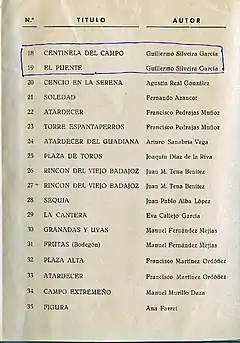 N.° TITULO AUTOR
18 CENTINELA DEL CAMPO Guillermo Silveira García
19 EL PUENTE Guillermo Silveira García
20 CENCIO EN LA SERENA Agustín Real González
21 SOLEDAD Fernando Azancot
22 ATARDECER Francisco Pedrajas Muñoz
23 TORRE ESPANTAPERROS Francisco Pedrajas Muñoz
24 ATARDECER DEL GUADIANA Arturo Sanabria Vega
25 PLAZA DE TOROS Joaquín Díaz de la Riva
26 RINCON DEL VIEJO BADAJOZ Juan M. Tena Benítez
27 RINCON DEL VIEJO BADAJOZ Juan M. Tena Benítez
28 SEQUIA Juan Pablo Alba López
29 LA CANTERA Eva Callejo García
30 GRANADAS Y UVAS Manuel Fernández Mejías
31 FRUTAS (Bodegón) Manuel Fernández Mejías
32 PLAZA ALTA Francisco Martínez Ordóñez
33 ATARDECER Francisco Martínez Ordóñez
34 CAMPO EXTREMEÑO Manuel Murillo Daza
35 FIGURA Ana Porret